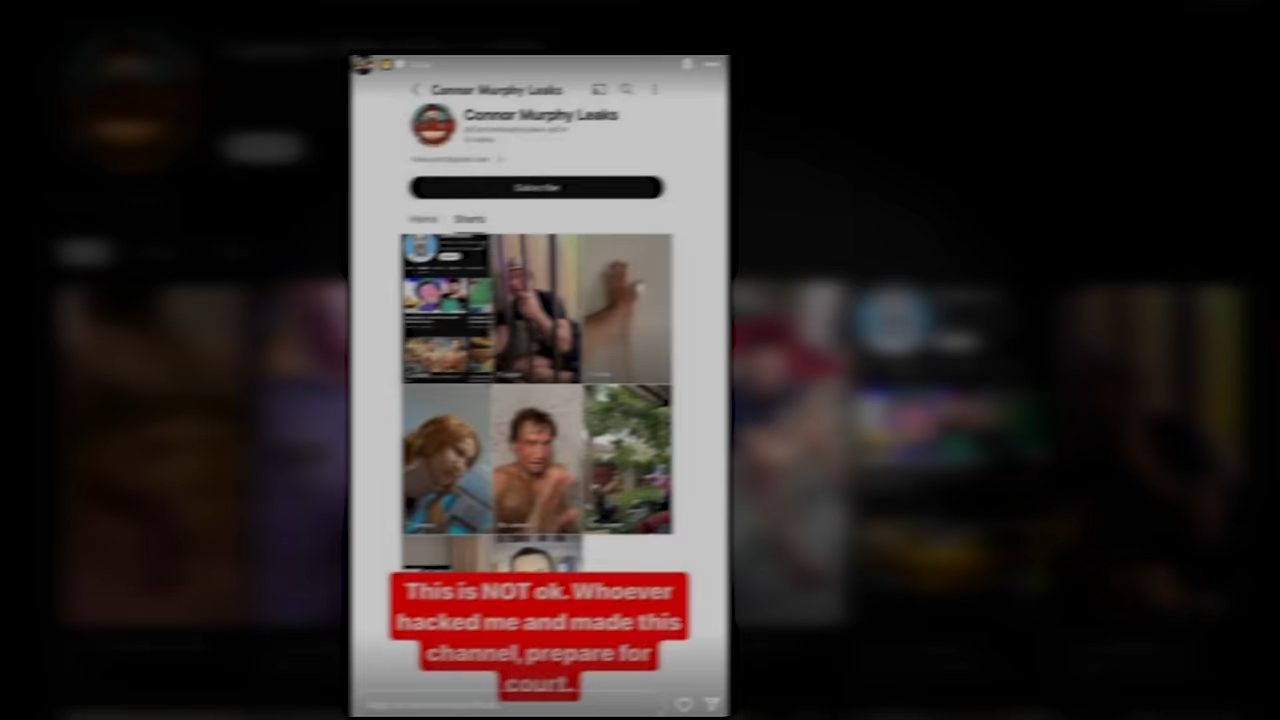 Connor Murphy Leaks
Connor Murphy Leaks
Subscribe
Home Shorts
This is NOT ok. Whoever
hacked me and made this
channel, prepare for
court.